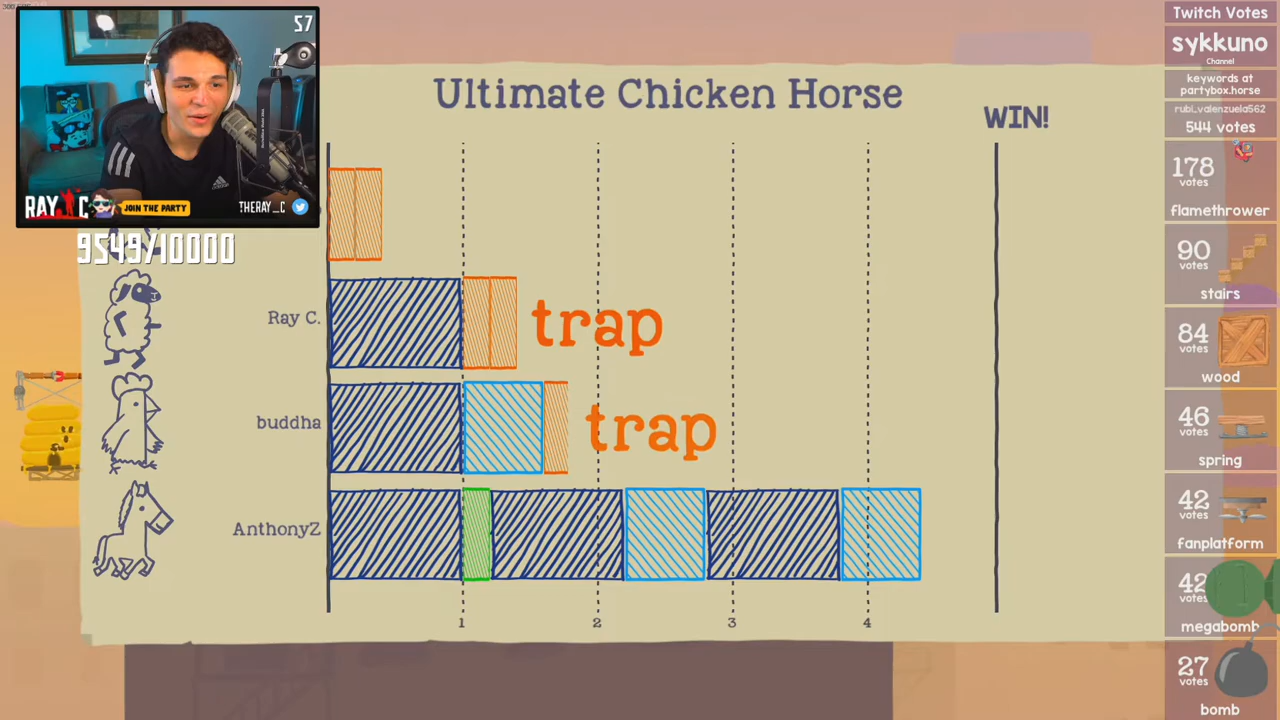 57
RAY C
JOIN THE PARTY
THERAY_C
9549/10000
Ultimate Chicken Horse
WIN!
Ray C.
trap
buddha
trap
AnthonyZ
1
2
3
4
Twitch Votes
sykkuno
Channel
keywords at
partybox.horse
rubi_valenzuela562
544 votes
178
votes
flamethrower
90
votes
stairs
84
votes
wood
46
votes
spring
42
votes
fanplatform
42
votes
megabomb
27
votes
bomb